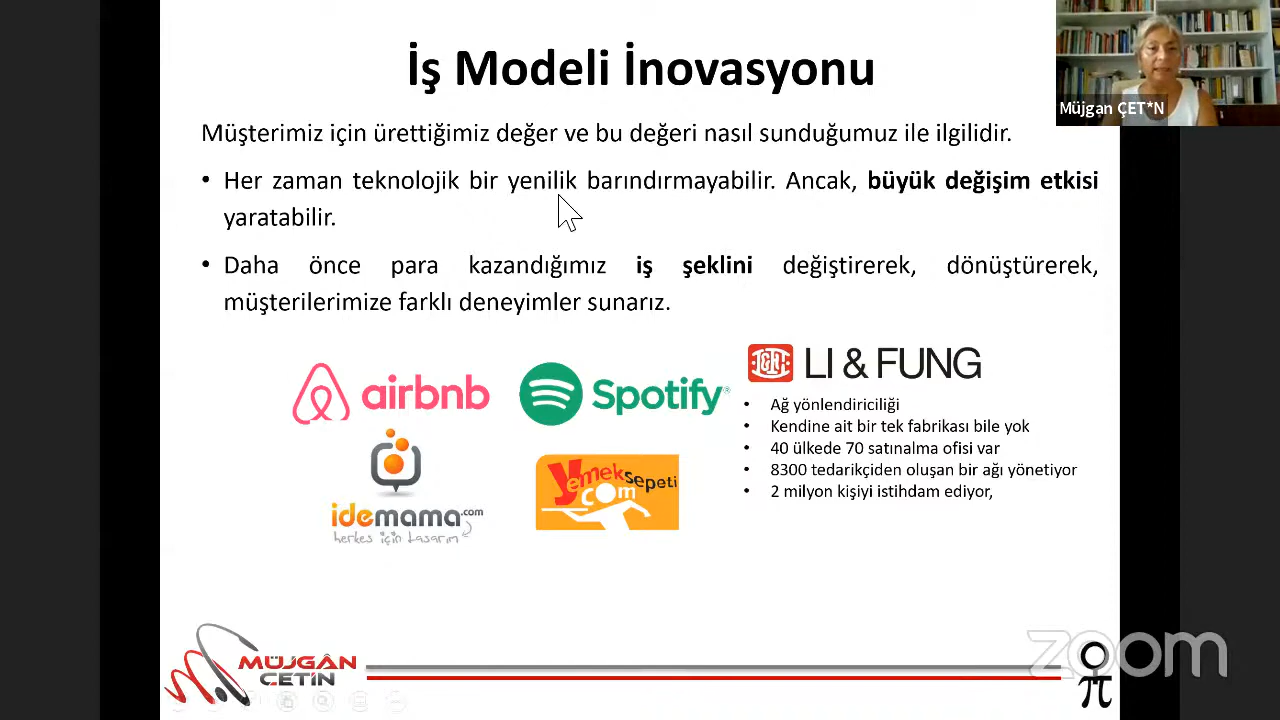 İş Modeli İnovasyonu
Müjgan ÇET*N
Müşterimiz için ürettiğimiz değer ve bu değeri nasıl sunduğumuz ile ilgilidir.
• Her zaman teknolojik bir yenilik barındırmayabilir. Ancak, büyük değişim etkisi
yaratabilir.
• Daha önce para kazandığımız iş şeklini değiştirerek, dönüştürerek,
müşterilerimize farklı deneyimler sunarız.
airbnb
Spotify®
LI & FUNG
• Ağ yönlendiriciliği
• Kendine ait bir tek fabrikası bile yok
• 40 ülkede 70 satınalma ofisi var
• 8300 tedarikçiden oluşan bir ağı yönetiyor
• 2 milyon kişiyi istihdam ediyor,
idemama.com
herkes için tasarım
yemeksepeti
com
MÜJGÂN
ÇETİN
zoom
π